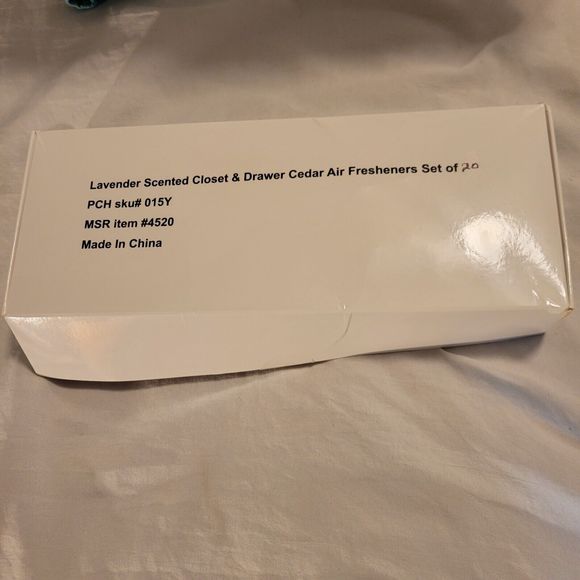 Lavender Scented Closet & Drawer Cedar Air Fresheners Set of 20
PCH sku# 015Y
MSR item #4520
Made In China